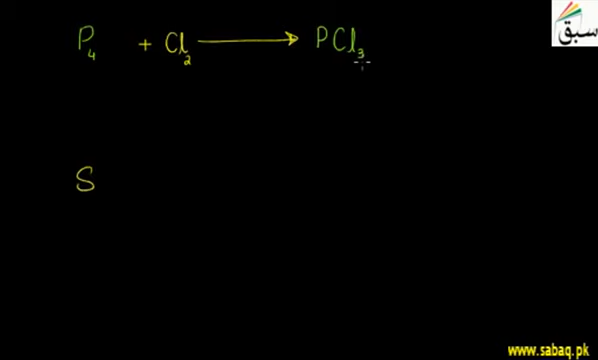 P₄ + Cl₂ ⟶ PCl₃
سبق
S
www.sabaq.pk